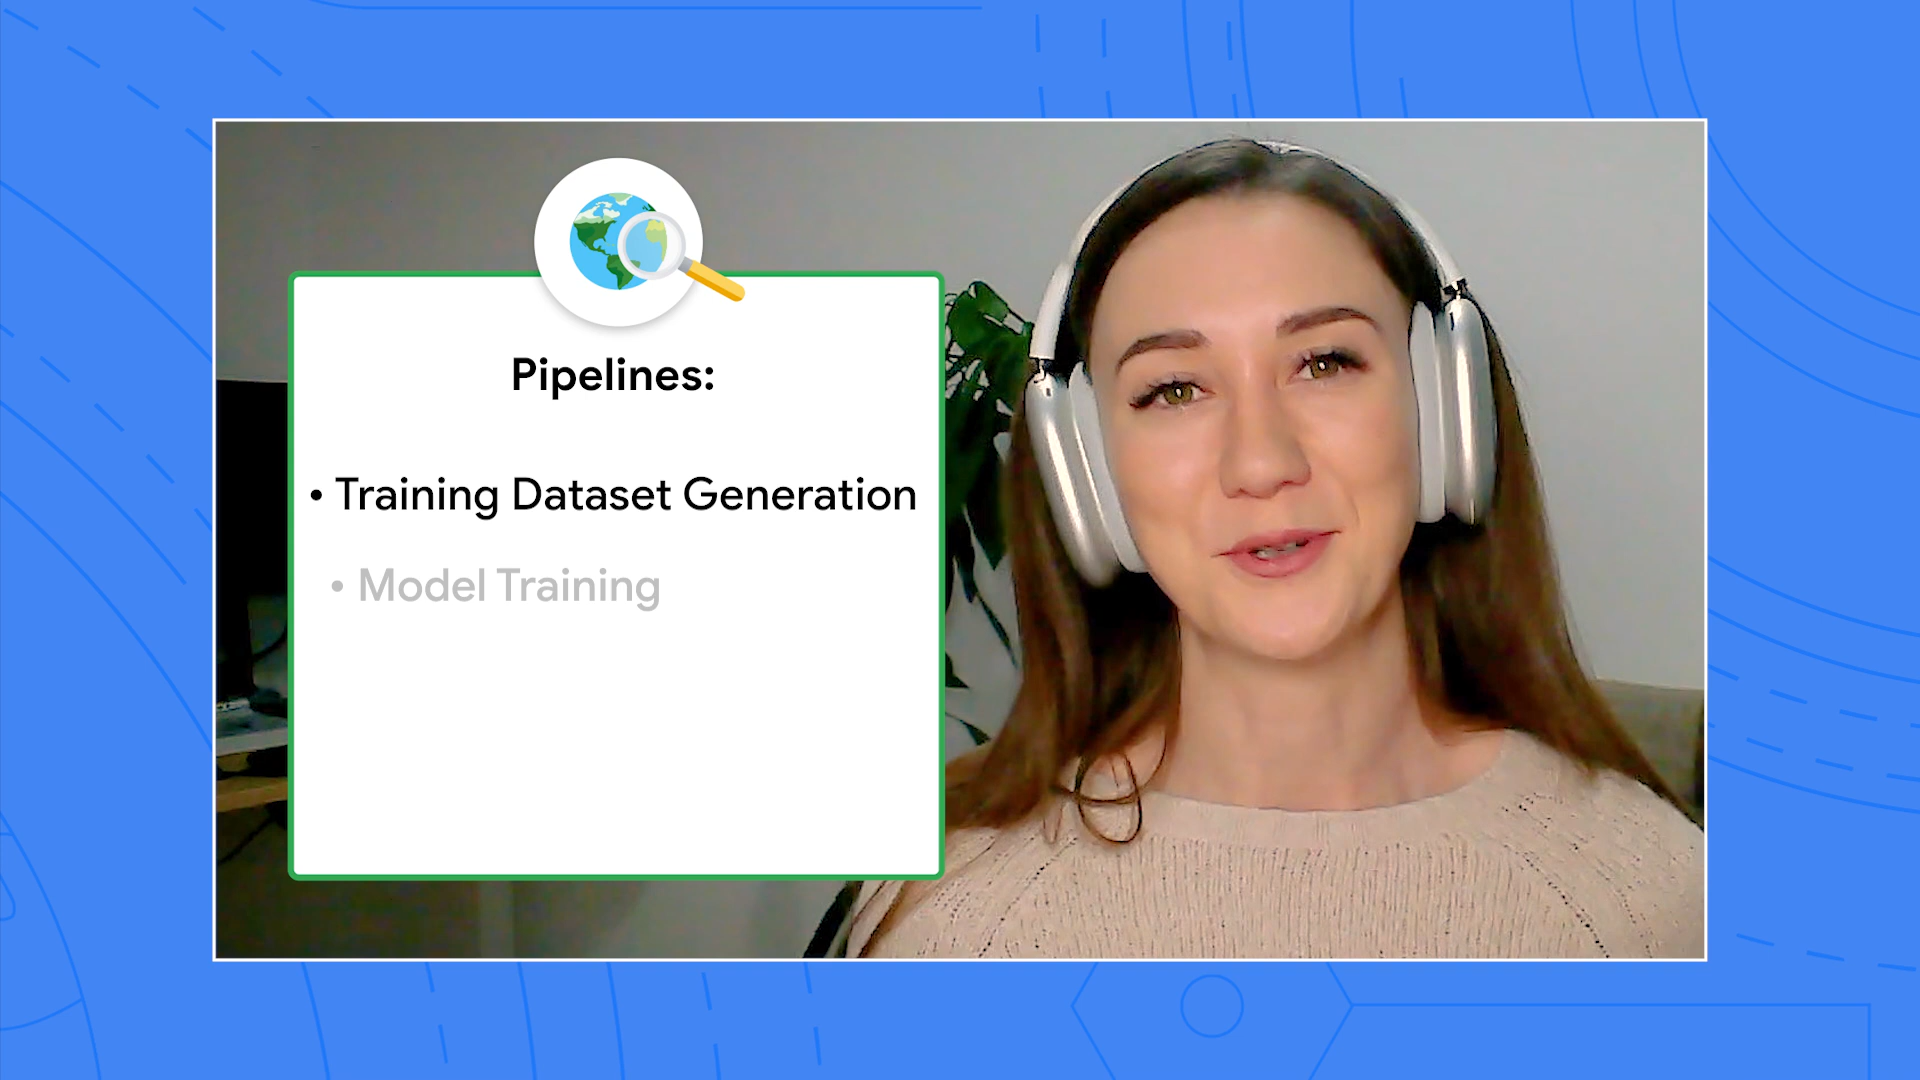 Pipelines:
• Training Dataset Generation
• Model Training